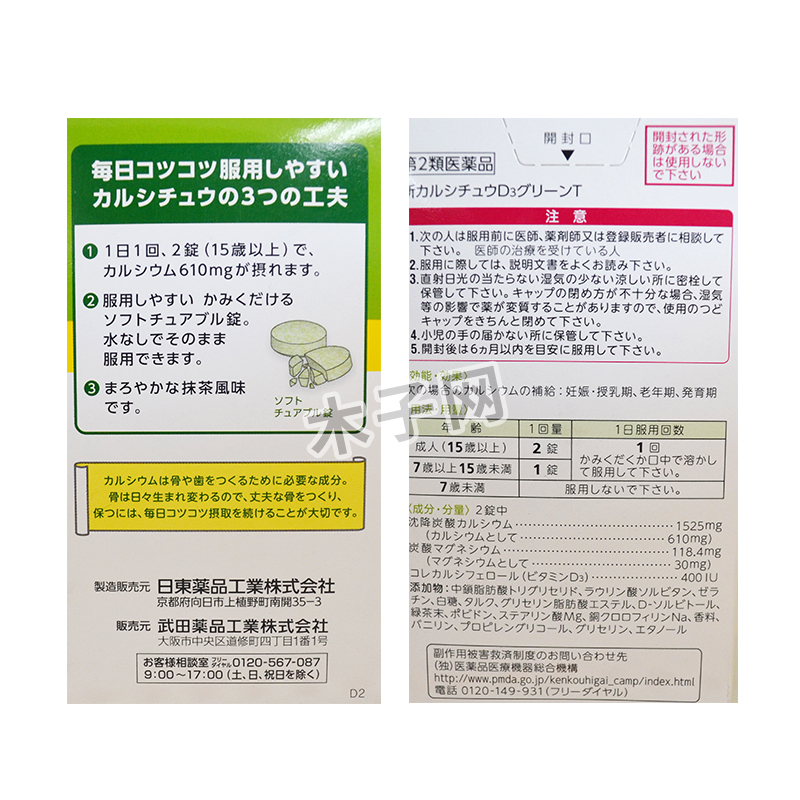 毎日コツコツ服用しやすい
カルシチュウの3つの工夫
1 1日1回、2錠(15歳以上)で、
カルシウム610mgが摂れます。
2 服用しやすい かみくだける
ソフトチュアブル錠。
水なしでそのまま
服用できます。
3 まろやかな抹茶風味
です。
ソフト
チュアブル錠
カルシウムは骨や歯をつくるために必要な成分。
骨は日々生まれ変わるので、丈夫な骨をつくり、
保つには、毎日コツコツ摂取を続けることが大切です。
製造販売元 日東薬品工業株式会社
京都府向日市上植野町南開35-3
販売元 武田薬品工業株式会社
大阪市中央区道修町四丁目1番1号
お客様相談室 フリーダイヤル 0120-567-087
9:00~17:00(土、日、祝日を除く)
D2
開封口
開封された形
跡がある場合
は使用しない
で下さい
第2類医薬品
新カルシチュウD3グリーンT
注意
1.次の人は服用前に医師、薬剤師又は登録販売者に相談して
下さい。 医師の治療を受けている人
2.服用に際しては、説明文書をよくお読み下さい。
3.直射日光の当たらない湿気の少ない涼しい所に密栓して
保管して下さい。キャップの閉め方が不十分な場合、湿気
等の影響で薬が変質することがありますので、使用のつど
キャップをきちんと閉めて下さい。
4.小児の手の届かない所に保管して下さい。
5.開封後は6ヵ月以内を目安に服用して下さい。
〈効能・効果〉
次の場合のカルシウムの補給:妊娠・授乳期、老年期、発育期
〈用法・用量〉
年齢 1回量 1日服用回数
成人(15歳以上) 2錠 1回
かみくだくか口中で溶かし
て服用して下さい。
7歳以上15歳未満 1錠
7歳未満 服用しないで下さい。
〈成分・分量〉2錠中
沈降炭酸カルシウム 1525mg
(カルシウムとして 610mg)
炭酸マグネシウム 118.4mg
(マグネシウムとして 30mg)
コレカルシフェロール(ビタミンD3) 400IU
添加物:中鎖脂肪酸トリグリセリド、ラウリン酸ソルビタン、ゼラ
チン、白糖、タルク、グリセリン脂肪酸エステル、D-ソルビトール、
緑茶末、ポビドン、ステアリン酸Mg、銅クロロフィリンNa、香料、
バニリン、プロピレングリコール、グリセリン、エタノール
副作用被害救済制度のお問い合わせ先
(独)医薬品医療機器総合機構
http://www.pmda.go.jp/kenkouhigai_camp/index.html
電話 0120-149-931(フリーダイヤル)
木子网